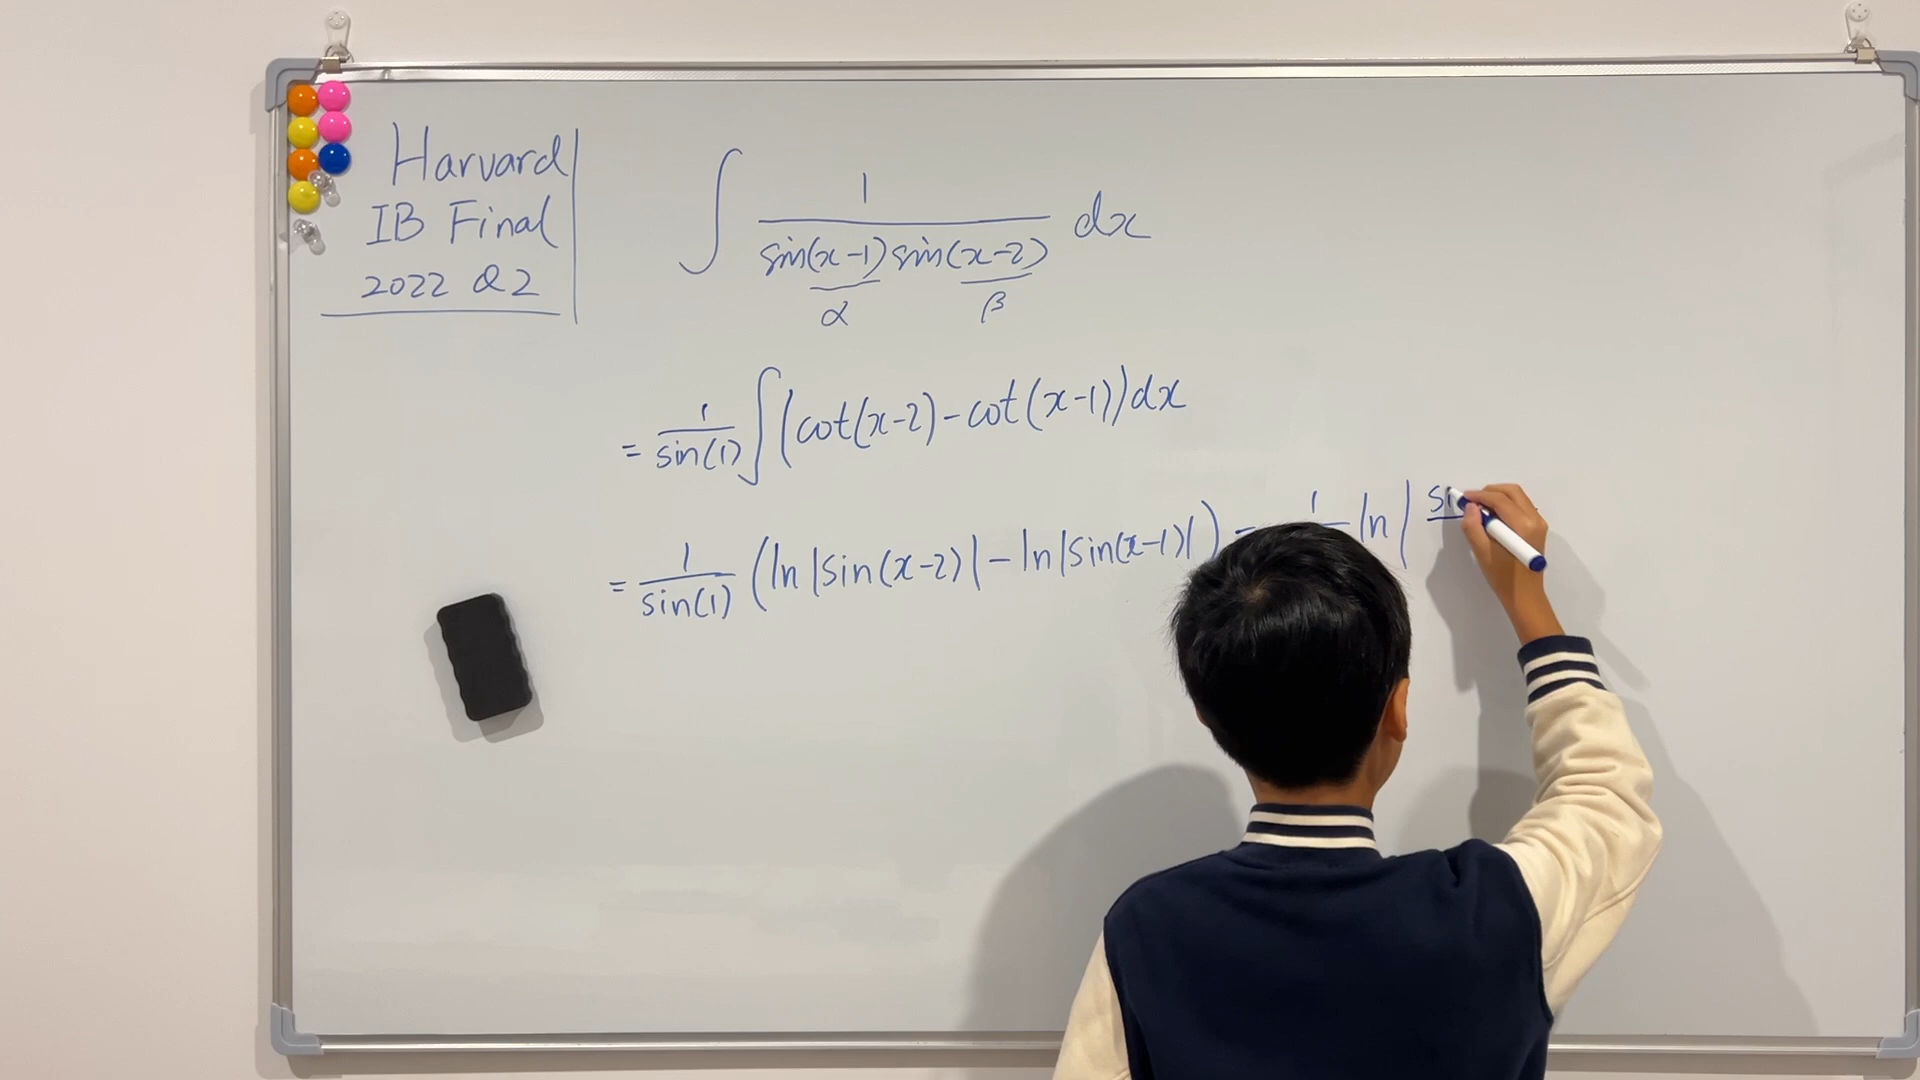 Harvard
IB Final
2022 Q2
∫ 1/(sin(x-1)sin(x-2)) dx
α β
= 1/sin(1) ∫(cot(x-2)-cot(x-1))dx
= 1/sin(1) (ln|sin(x-2)|-ln|sin(x-1)|) = 1 ln|